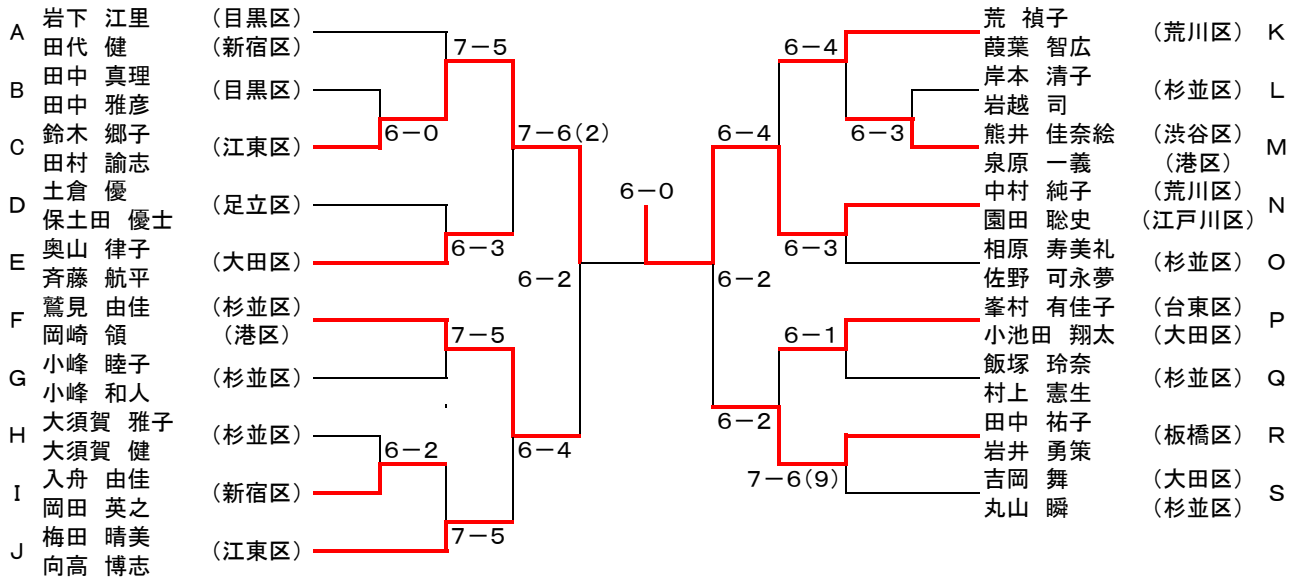 A 岩下 江里 (目黒区)
田代 健 (新宿区)
B 田中 真理 (目黒区)
田中 雅彦
C 鈴木 郷子 (江東区)
田村 諭志
D 土倉 優 (足立区)
保土田 優士
E 奥山 律子 (大田区)
斉藤 航平
F 鷲見 由佳 (杉並区)
岡崎 領 (港区)
G 小峰 睦子 (杉並区)
小峰 和人
H 大須賀 雅子 (杉並区)
大須賀 健
I 入舟 由佳 (新宿区)
岡田 英之
J 梅田 晴美 (江東区)
向高 博志
7-5
6-0
7-6(2)
6-3
6-2
7-5
6-2
6-4
7-5
6-0
6-4
6-4
6-3
6-3
6-2
6-1
6-2
7-6(9)
荒 禎子 (荒川区) K
葭葉 智広
岸本 清子 (杉並区) L
岩越 司
熊井 佳奈絵 (渋谷区) M
泉原 一義 (港区)
中村 純子 (荒川区) N
園田 聡史 (江戸川区)
相原 寿美礼 (杉並区) O
佐野 可永夢
峯村 有佳子 (台東区) P
小池田 翔太 (大田区)
飯塚 玲奈 (杉並区) Q
村上 憲生
田中 祐子 (板橋区) R
岩井 勇策
吉岡 舞 (大田区) S
丸山 瞬 (杉並区)